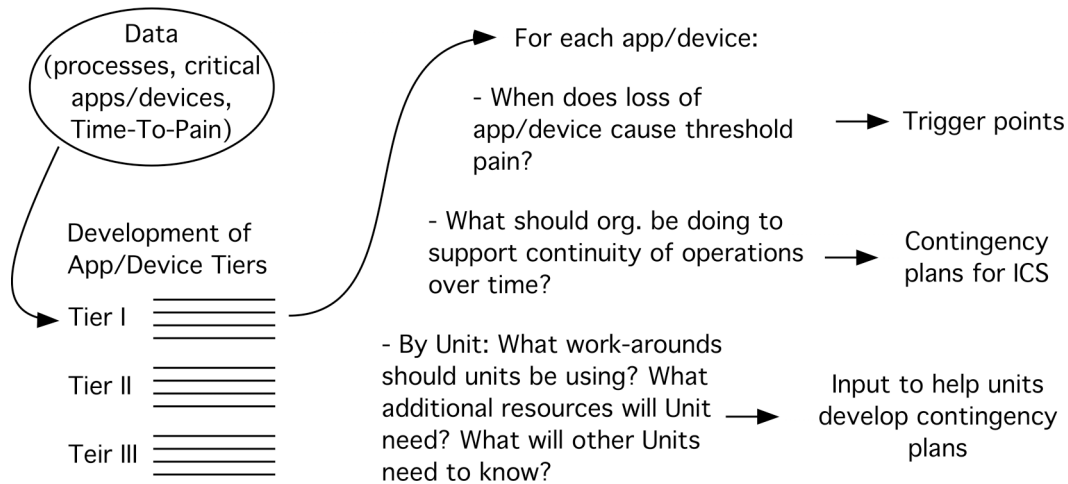 Data
(processes, critical
apps/devices,
Time-To-Pain)
Development of
App/Device Tiers
Tier I
Tier II
Teir III
For each app/device:
- When does loss of
app/device cause threshold
pain?
Trigger points
- What should org. be doing to
support continuity of operations
over time?
Contingency
plans for ICS
- By Unit: What work-arounds
should units be using? What
additional resources will Unit
need? What will other Units
need to know?
Input to help units
develop contingency
plans